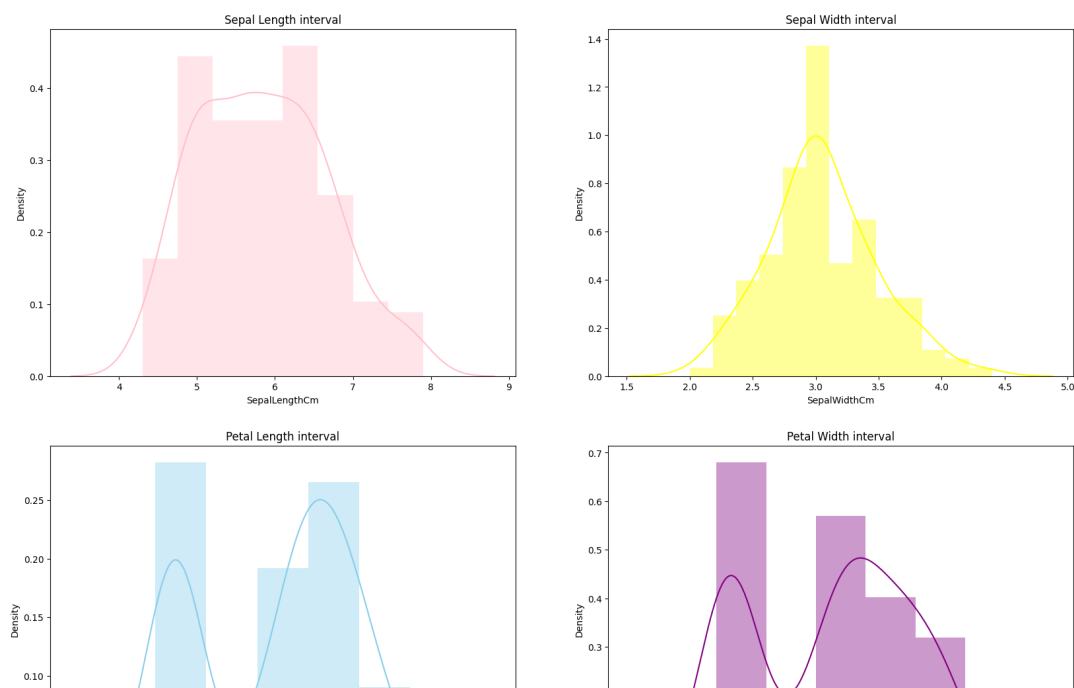 Sepal Length interval
Density
0.4
0.3
0.2
0.1
0.0
4 5 6 7 8 9
SepalLengthCm
Sepal Width interval
Density
1.4
1.2
1.0
0.8
0.6
0.4
0.2
0.0
1.5 2.0 2.5 3.0 3.5 4.0 4.5 5.0
SepalWidthCm
Petal Length interval
Density
0.25
0.20
0.15
0.10
Petal Width interval
Density
0.7
0.6
0.5
0.4
0.3